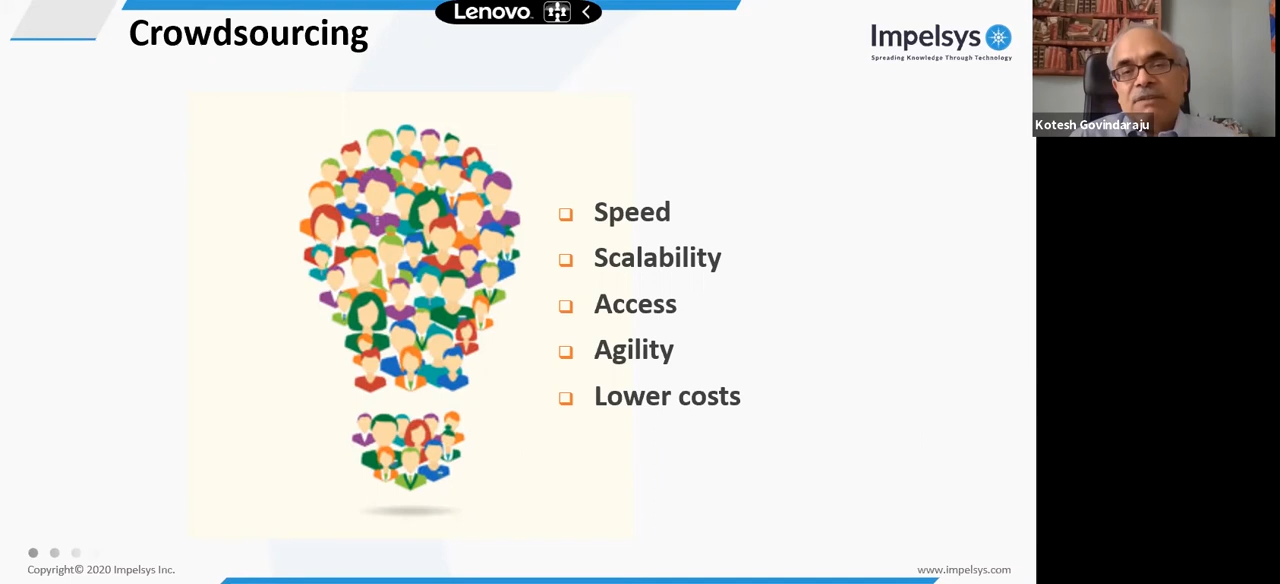 Lenovo
Crowdsourcing
Impelsys
Spreading Knowledge Through Technology
Kotesh Govindaraju
Speed
Scalability
Access
Agility
Lower costs
Copyright© 2020 Impelsys Inc.
www.impelsys.com